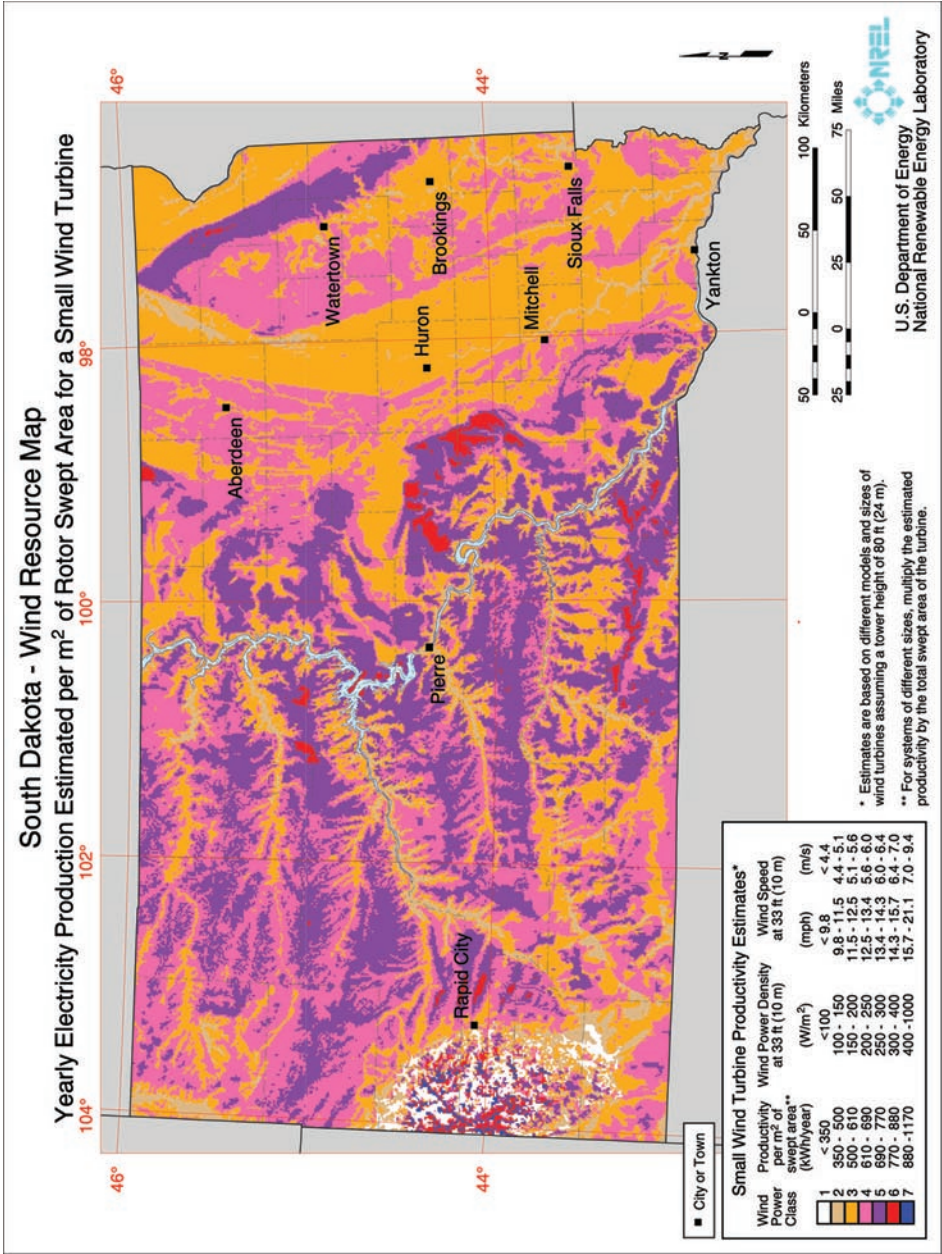 South Dakota - Wind Resource Map
Yearly Electricity Production Estimated per m² of Rotor Swept Area for a Small Wind Turbine
104°
102°
100°
98°
46°
46°
44°
44°
Aberdeen
Watertown
Brookings
Huron
Pierre
Rapid City
Mitchell
Sioux Falls
Yankton
N
■ City or Town
Small Wind Turbine Productivity Estimates*
Wind Productivity Wind Power Density Wind Speed
Power per m² of at 33 ft (10 m) at 33 ft (10 m)
Class swept area**
(kWh/year) (W/m²) (mph) (m/s)
1 < 350 <100 < 9.8 < 4.4
2 350 - 500 100 - 150 9.8 - 11.5 4.4 - 5.1
3 500 - 610 150 - 200 11.5 - 12.5 5.1 - 5.6
4 610 - 690 200 - 250 12.5 - 13.4 5.6 - 6.0
5 690 - 770 250 - 300 13.4 - 14.3 6.0 - 6.4
6 770 - 880 300 - 400 14.3 - 15.7 6.4 - 7.0
7 880 -1170 400 -1000 15.7 - 21.1 7.0 - 9.4
* Estimates are based on different models and sizes of
wind turbines assuming a tower height of 80 ft (24 m).
** For systems of different sizes, multiply the estimated
productivity by the total swept area of the turbine.
50 0 50 100 Kilometers
25 0 25 50 75 Miles
NREL
U.S. Department of Energy
National Renewable Energy Laboratory